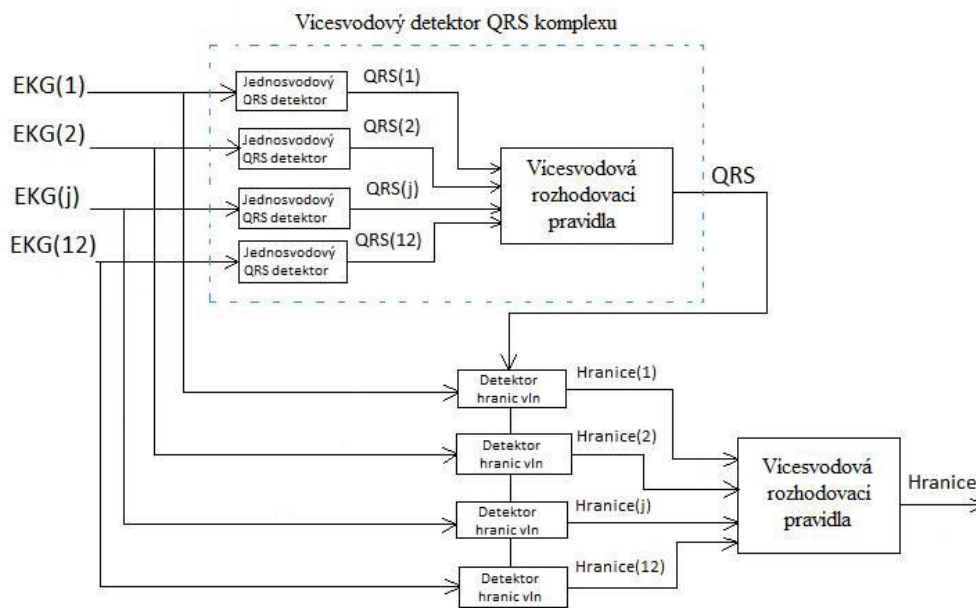 Vícesvodový detektor QRS komplexu
EKG(1)
Jednosvodový
QRS detektor
QRS(1)
EKG(2)
Jednosvodový
QRS detektor
QRS(2)
EKG(j)
Jednosvodový
QRS detektor
QRS(j)
EKG(12)
Jednosvodový
QRS detektor
QRS(12)
Vícesvodová
rozhodovací
pravidla
QRS
Detektor
hranic vln
Hranice(1)
Detektor
hranic vln
Hranice(2)
Detektor
hranic vln
Hranice(j)
Detektor
hranic vln
Hranice(12)
Vícesvodová
rozhodovací
pravidla
Hranice